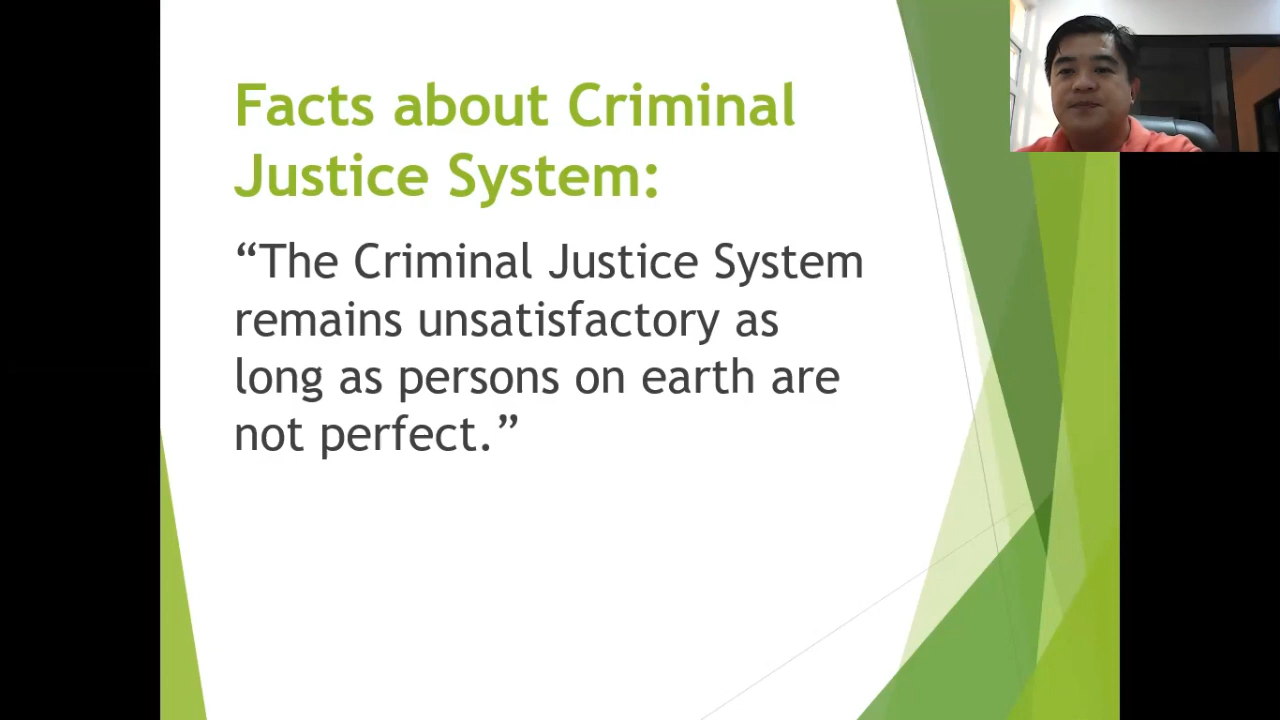 Facts about Criminal
Justice System:
“The Criminal Justice System
remains unsatisfactory as
long as persons on earth are
not perfect.”